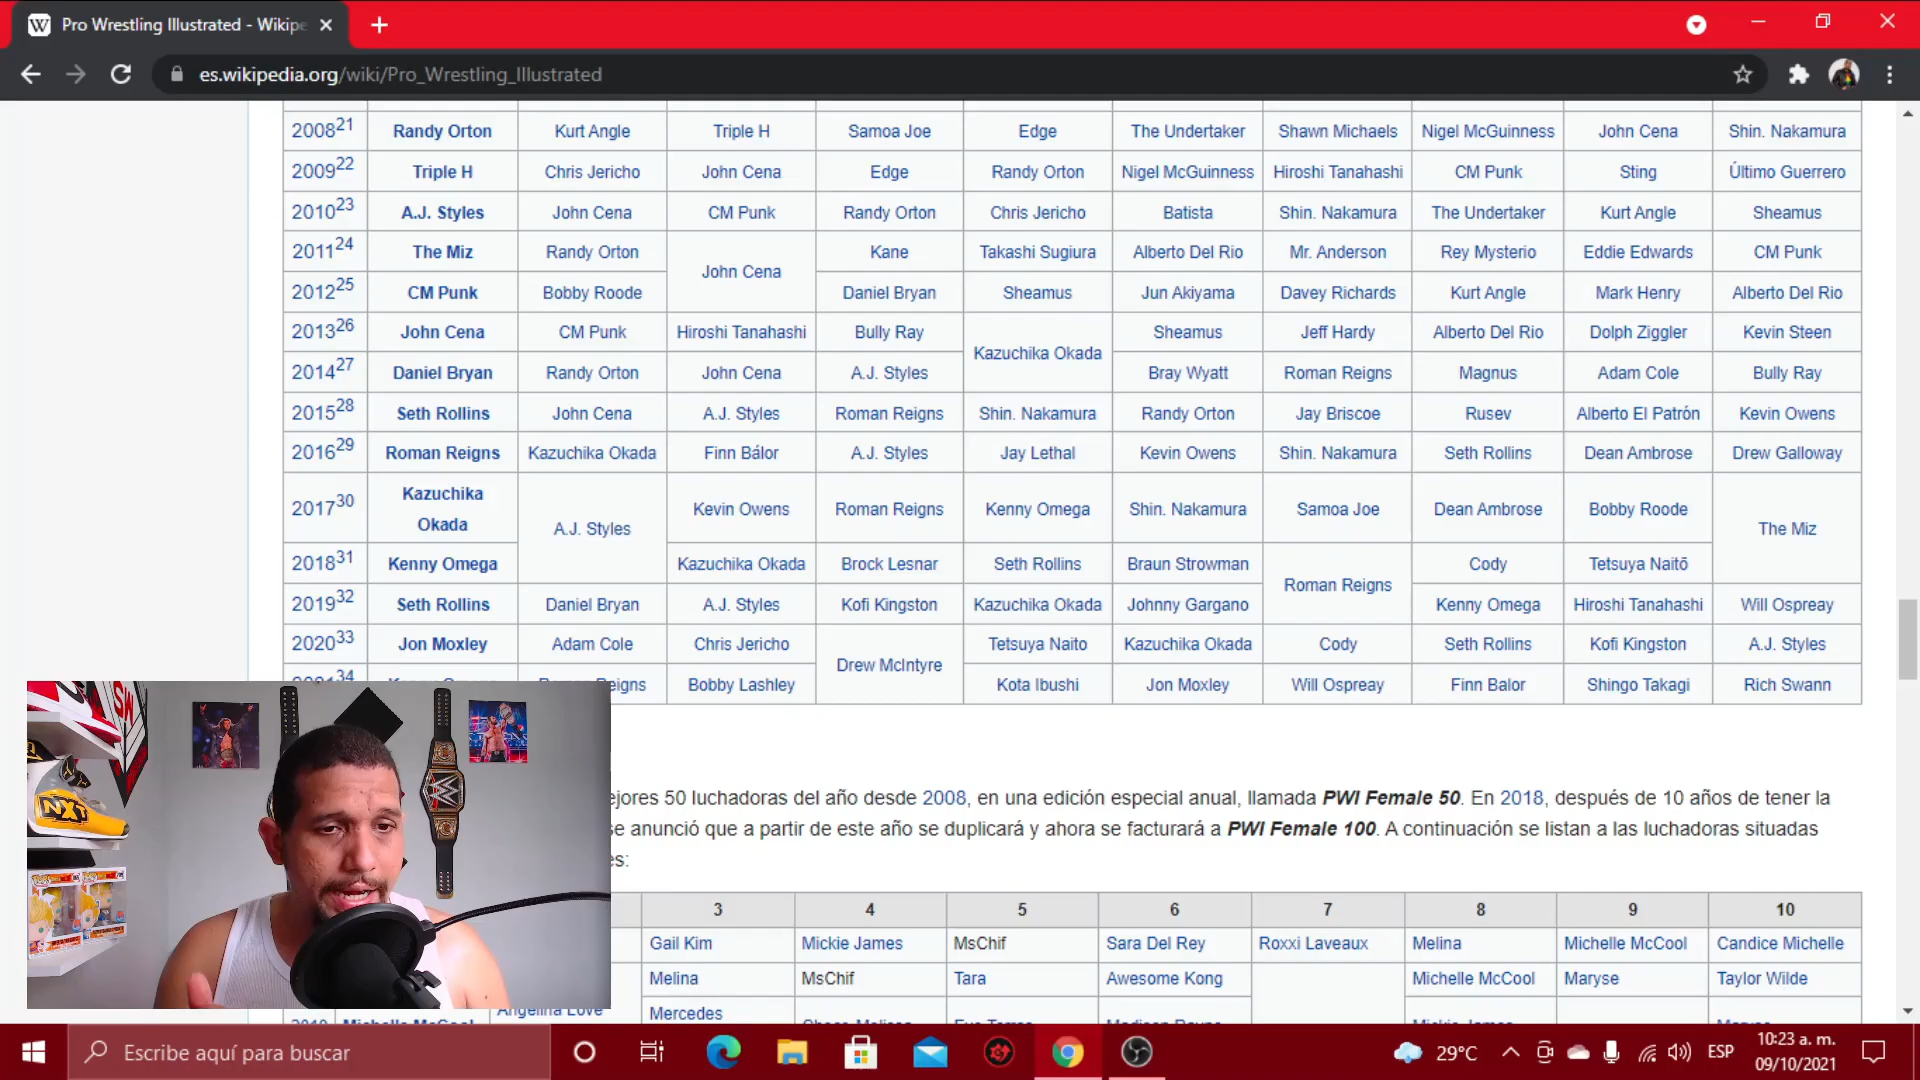 Pro Wrestling Illustrated - Wikipe
es.wikipedia.org/wiki/Pro_Wrestling_Illustrated
2008 21 Randy Orton Kurt Angle Triple H Samoa Joe Edge The Undertaker Shawn Michaels Nigel McGuinness John Cena Shin. Nakamura
2009 22 Triple H Chris Jericho John Cena Edge Randy Orton Nigel McGuinness Hiroshi Tanahashi CM Punk Sting Último Guerrero
2010 23 A.J. Styles John Cena CM Punk Randy Orton Chris Jericho Batista Shin. Nakamura The Undertaker Kurt Angle Sheamus
2011 24 The Miz Randy Orton John Cena Kane Takashi Sugiura Alberto Del Rio Mr. Anderson Rey Mysterio Eddie Edwards CM Punk
2012 25 CM Punk Bobby Roode Daniel Bryan Sheamus Jun Akiyama Davey Richards Kurt Angle Mark Henry Alberto Del Rio
2013 26 John Cena CM Punk Hiroshi Tanahashi Bully Ray Kazuchika Okada Sheamus Jeff Hardy Alberto Del Rio Dolph Ziggler Kevin Steen
2014 27 Daniel Bryan Randy Orton John Cena A.J. Styles Bray Wyatt Roman Reigns Magnus Adam Cole Bully Ray
2015 28 Seth Rollins John Cena A.J. Styles Roman Reigns Shin. Nakamura Randy Orton Jay Briscoe Rusev Alberto El Patrón Kevin Owens
2016 29 Roman Reigns Kazuchika Okada Finn Bálor A.J. Styles Jay Lethal Kevin Owens Shin. Nakamura Seth Rollins Dean Ambrose Drew Galloway
2017 30 Kazuchika Okada A.J. Styles Kevin Owens Roman Reigns Kenny Omega Shin. Nakamura Samoa Joe Dean Ambrose Bobby Roode The Miz
2018 31 Kenny Omega Kazuchika Okada Brock Lesnar Seth Rollins Braun Strowman Roman Reigns Cody Tetsuya Naitō
2019 32 Seth Rollins Daniel Bryan A.J. Styles Kofi Kingston Kazuchika Okada Johnny Gargano Kenny Omega Hiroshi Tanahashi Will Ospreay
2020 33 Jon Moxley Adam Cole Chris Jericho Drew McIntyre Tetsuya Naito Kazuchika Okada Cody Seth Rollins Kofi Kingston A.J. Styles
34 eigns Bobby Lashley Kota Ibushi Jon Moxley Will Ospreay Finn Balor Shingo Takagi Rich Swann
ejores 50 luchadoras del año desde 2008, en una edición especial anual, llamada PWI Female 50. En 2018, después de 10 años de tener la
se anunció que a partir de este año se duplicará y ahora se facturará a PWI Female 100. A continuación se listan a las luchadoras situadas
es:
3 4 5 6 7 8 9 10
Gail Kim Mickie James MsChif Sara Del Rey Roxxi Laveaux Melina Michelle McCool Candice Michelle
Melina MsChif Tara Awesome Kong Michelle McCool Maryse Taylor Wilde
Angelina Love Mercedes
NXT
Escribe aquí para buscar
29°C
ESP
10:23 a. m.
09/10/2021